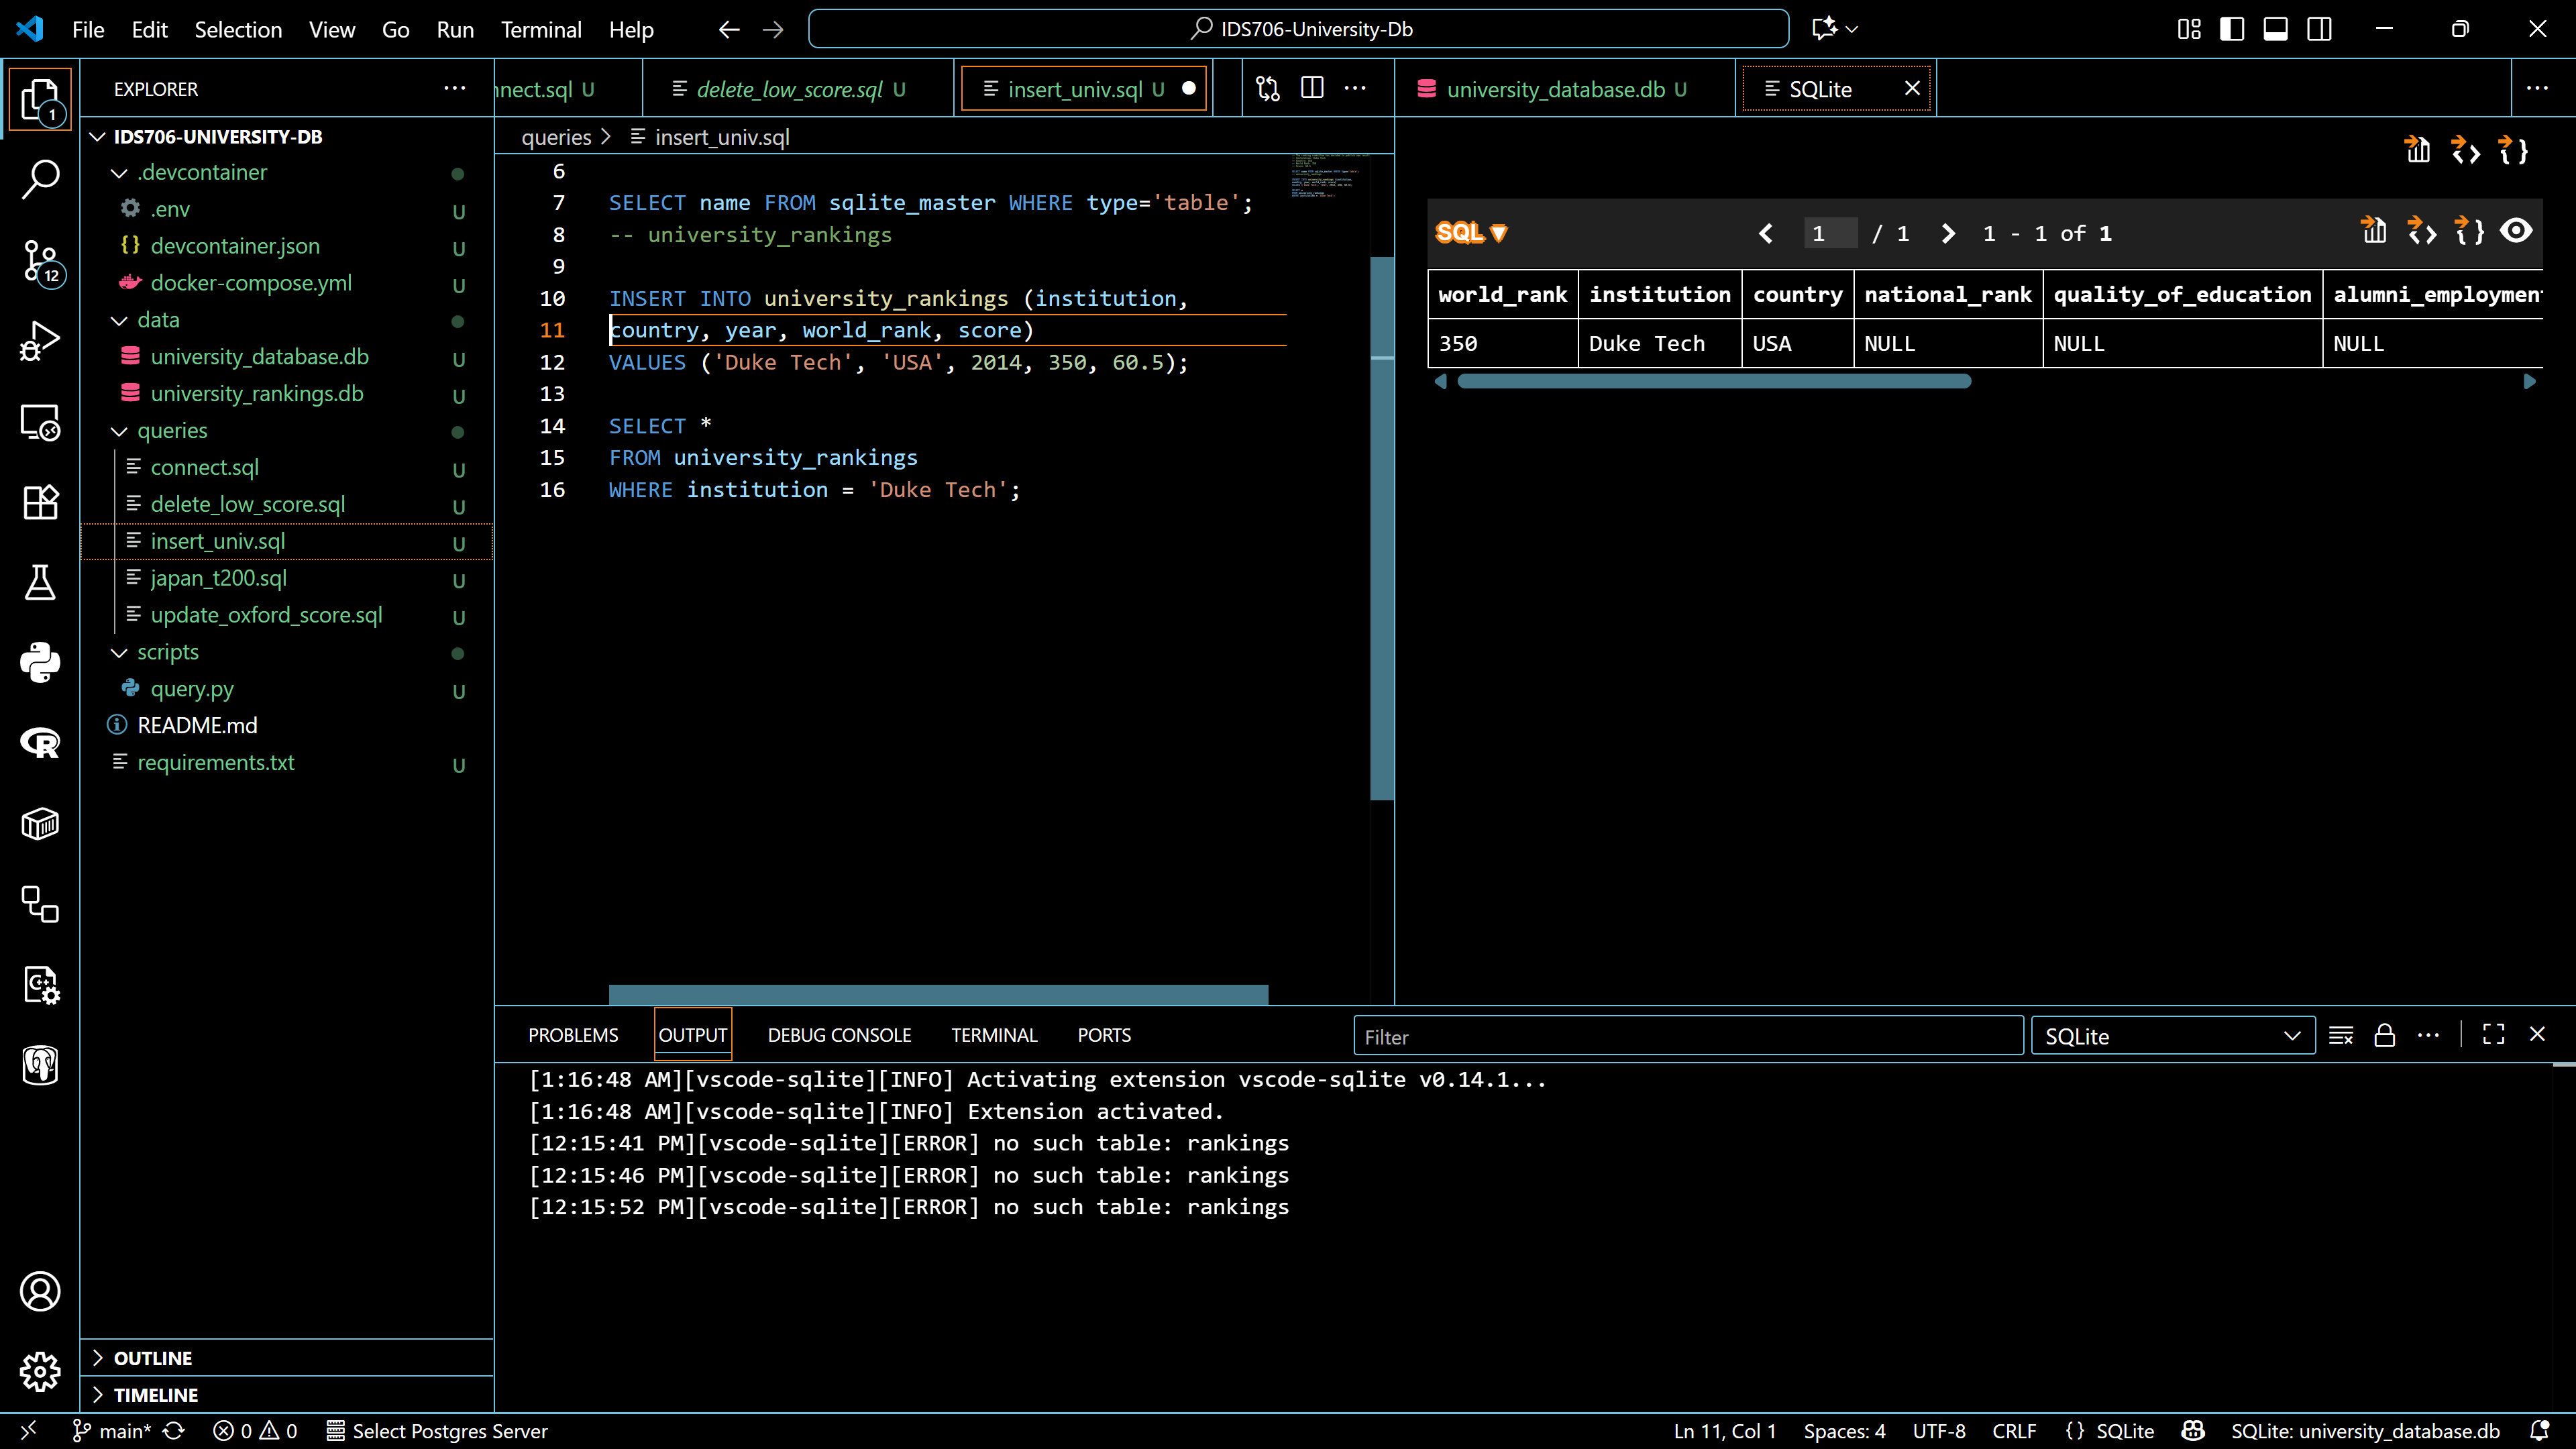 File Edit Selection View Go Run Terminal Help
IDS706-University-Db
EXPLORER
IDS706-UNIVERSITY-DB
.devcontainer
.env U
devcontainer.json U
docker-compose.yml U
data
university_database.db U
university_rankings.db U
queries
connect.sql U
delete_low_score.sql U
insert_univ.sql U
japan_t200.sql U
update_oxford_score.sql U
scripts
query.py U
README.md
requirements.txt U
OUTLINE
TIMELINE
1
12
nnect.sql U
delete_low_score.sql U
insert_univ.sql U
queries > insert_univ.sql
6
7 SELECT name FROM sqlite_master WHERE type='table';
8 -- university_rankings
9
10 INSERT INTO university_rankings (institution,
11 country, year, world_rank, score)
12 VALUES ('Duke Tech', 'USA', 2014, 350, 60.5);
13
14 SELECT *
15 FROM university_rankings
16 WHERE institution = 'Duke Tech';
university_database.db U
SQLite
SQL
1 / 1
1 - 1 of 1
world_rank institution country national_rank quality_of_education alumni_employmen
350 Duke Tech USA NULL NULL NULL
PROBLEMS OUTPUT DEBUG CONSOLE TERMINAL PORTS
Filter
SQLite
[1:16:48 AM][vscode-sqlite][INFO] Activating extension vscode-sqlite v0.14.1...
[1:16:48 AM][vscode-sqlite][INFO] Extension activated.
[12:15:41 PM][vscode-sqlite][ERROR] no such table: rankings
[12:15:46 PM][vscode-sqlite][ERROR] no such table: rankings
[12:15:52 PM][vscode-sqlite][ERROR] no such table: rankings
main* 0 0 Select Postgres Server
Ln 11, Col 1 Spaces: 4 UTF-8 CRLF {} SQLite SQLite: university_database.db